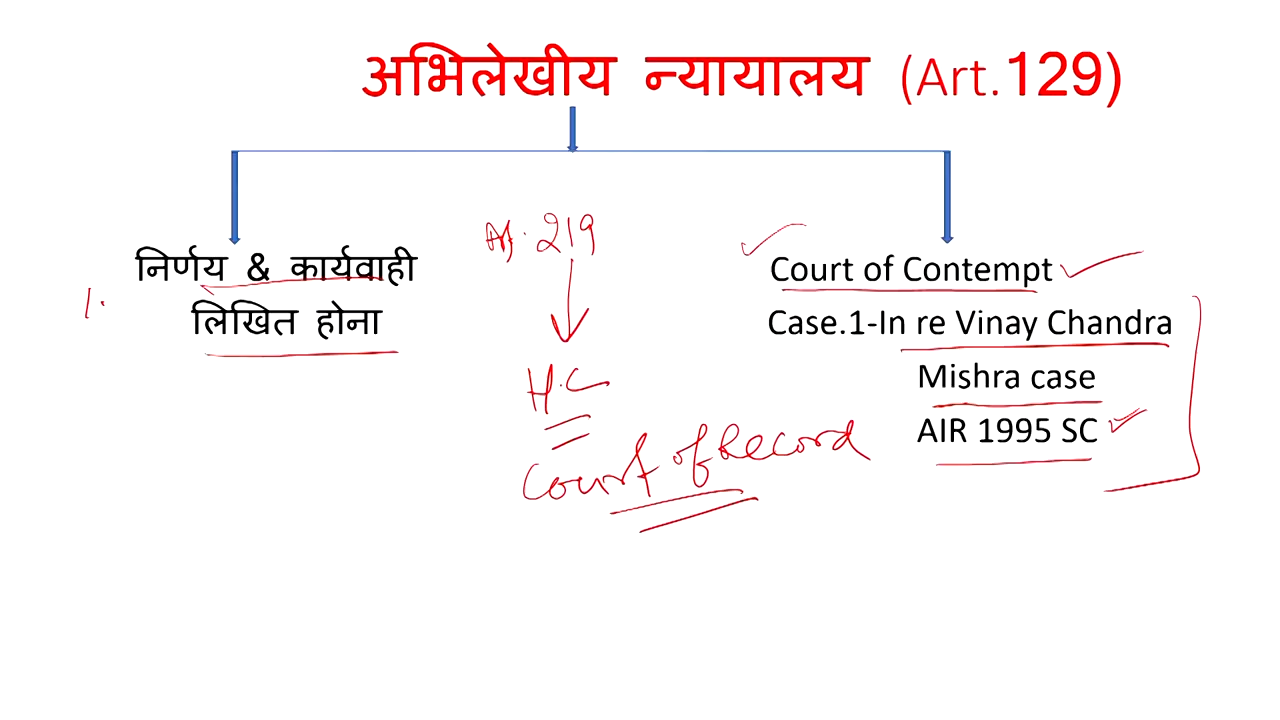 अभिलेखीय न्यायालय (Art.129)
निर्णय & कार्यवाही
लिखित होना
1.
Art. 219
H.C
Court of Record
Court of Contempt
Case.1-In re Vinay Chandra
Mishra case
AIR 1995 SC